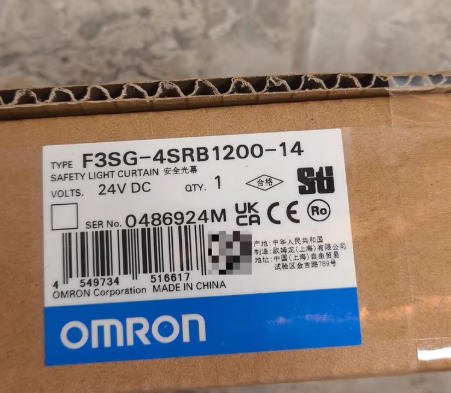 TYPE F3SG-4SRB1200-14
SAFETY LIGHT CURTAIN 安全光幕
VOLTS. 24V DC QTY. 1 合格 Sti
SER No. 0486924M UK CA CE Ro
产地: 中华人民共和国
制造: 欧姆龙(上海)有限公司
地址: 中国(上海)自由贸易
试验区金吉路789号
4 549734 516617
OMRON Corporation MADE IN CHINA
OMRON